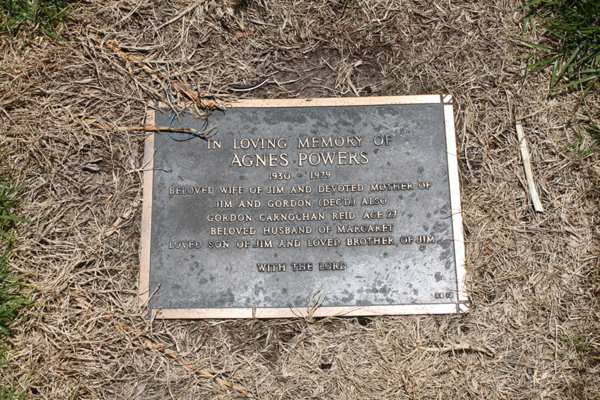 IN LOVING MEMORY OF
AGNES POWERS
1930 - 1979
BELOVED WIFE OF JIM AND DEVOTED MOTHER OF
JIM AND GORDON (DEC'D) ALSO
GORDON CARNOCHAN REID AGE 27
BELOVED HUSBAND OF MARGARET
LOVED SON OF JIM AND LOVED BROTHER OF JIM
WITH THE LORD